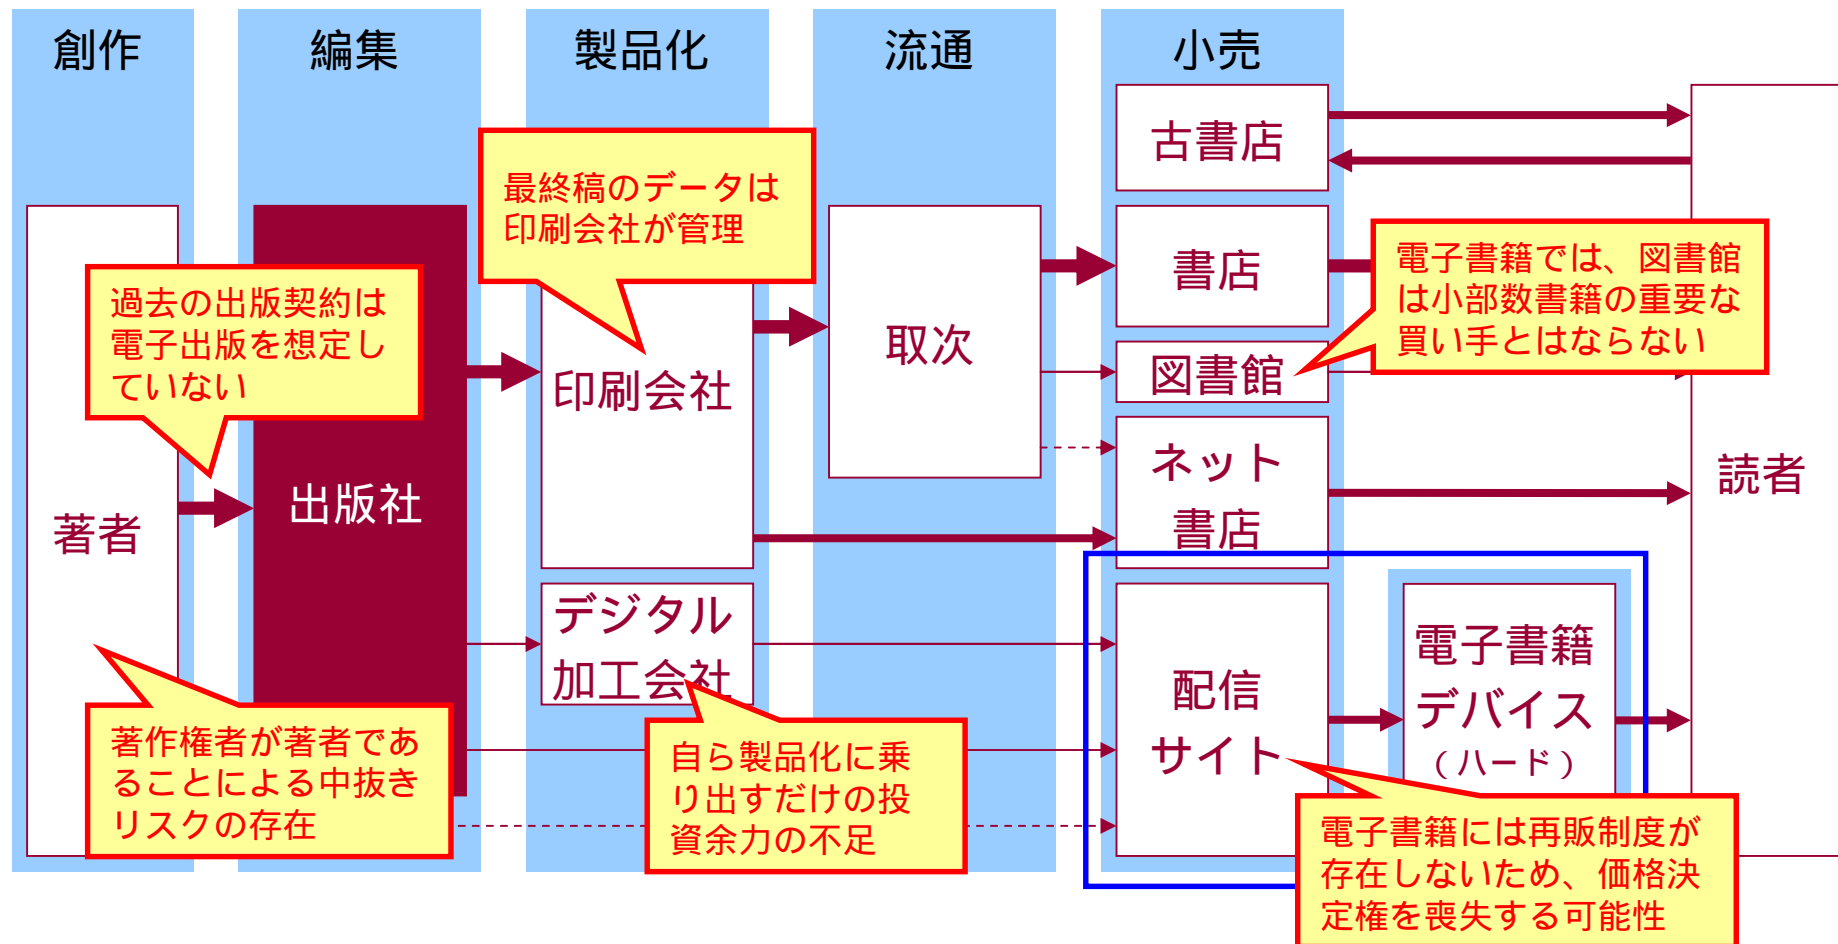 創作
編集
製品化
流通
小売
古書店
最終稿のデータは
印刷会社が管理
書店
電子書籍では、図書館
は小部数書籍の重要な
買い手とはならない
過去の出版契約は
電子出版を想定し
ていない
取次
図書館
印刷会社
ネット
書店
読者
出版社
著者
デジタル
加工会社
配信
サイト
電子書籍
デバイス
（ハード）
著作権者が著者であ
ることによる中抜き
リスクの存在
自ら製品化に乗
り出すだけの投
資余力の不足
電子書籍には再販制度が
存在しないため、価格決
定権を喪失する可能性